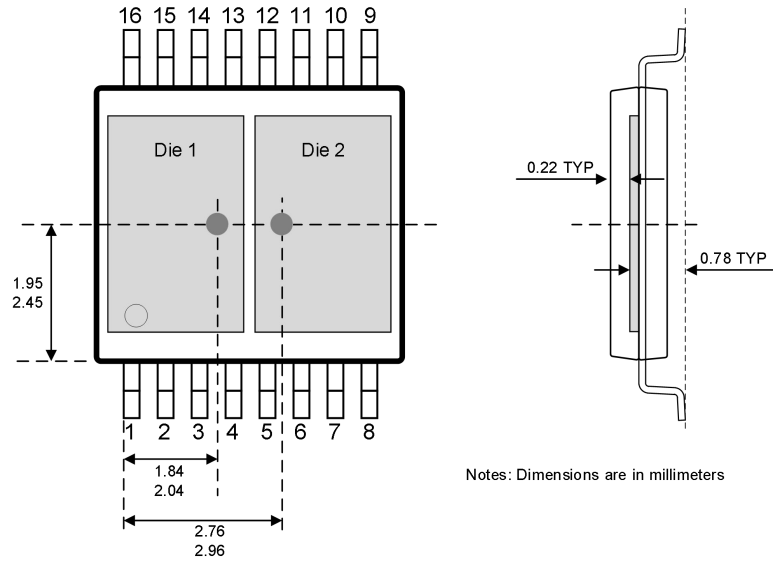 16 15 14 13 12 11 10 9
Die 1 Die 2
0.22 TYP
0.78 TYP
1.95
2.45
1 2 3 4 5 6 7 8
1.84
2.04
Notes: Dimensions are in millimeters
2.76
2.96